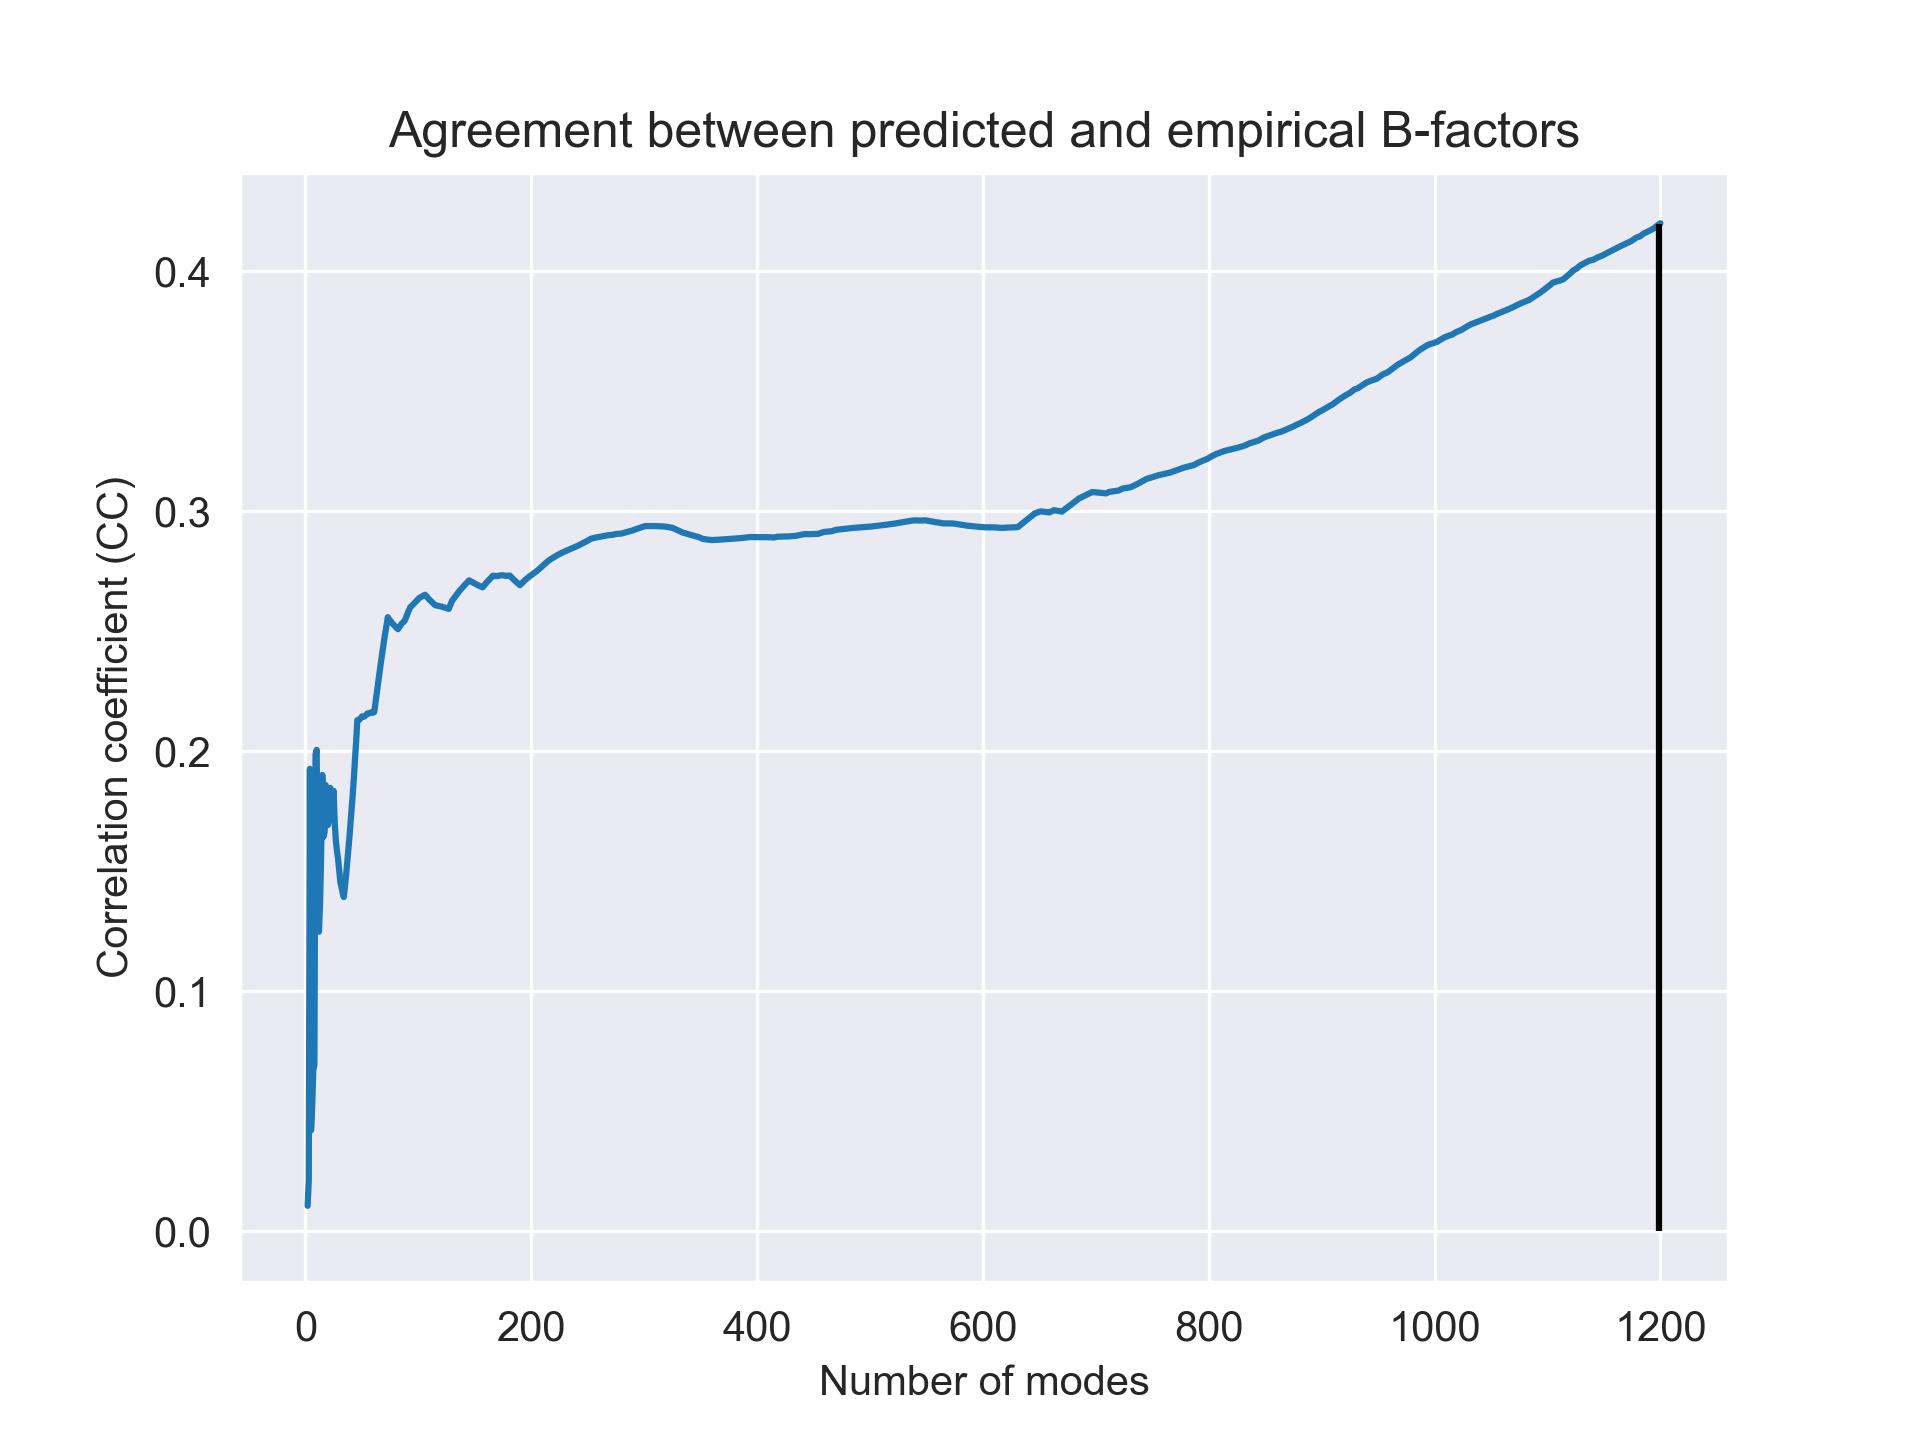 Agreement between predicted and empirical B-factors
Correlation coefficient (CC)
0.4
0.3
0.2
0.1
0.0
0 200 400 600 800 1000 1200
Number of modes